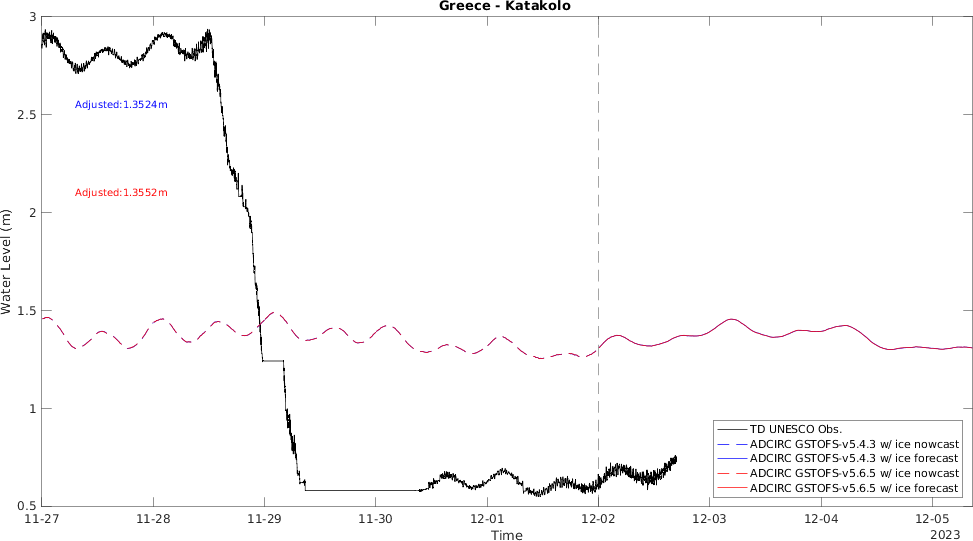 Greece - Katakolo
3
2.5
2
1.5
1
0.5
Water Level (m)
Adjusted:1.3524m
Adjusted:1.3552m
TD UNESCO Obs.
ADCIRC GSTOFS-v5.4.3 w/ ice nowcast
ADCIRC GSTOFS-v5.4.3 w/ ice forecast
ADCIRC GSTOFS-v5.6.5 w/ ice nowcast
ADCIRC GSTOFS-v5.6.5 w/ ice forecast
11-27 11-28 11-29 11-30 12-01 12-02 12-03 12-04 12-05
Time
2023